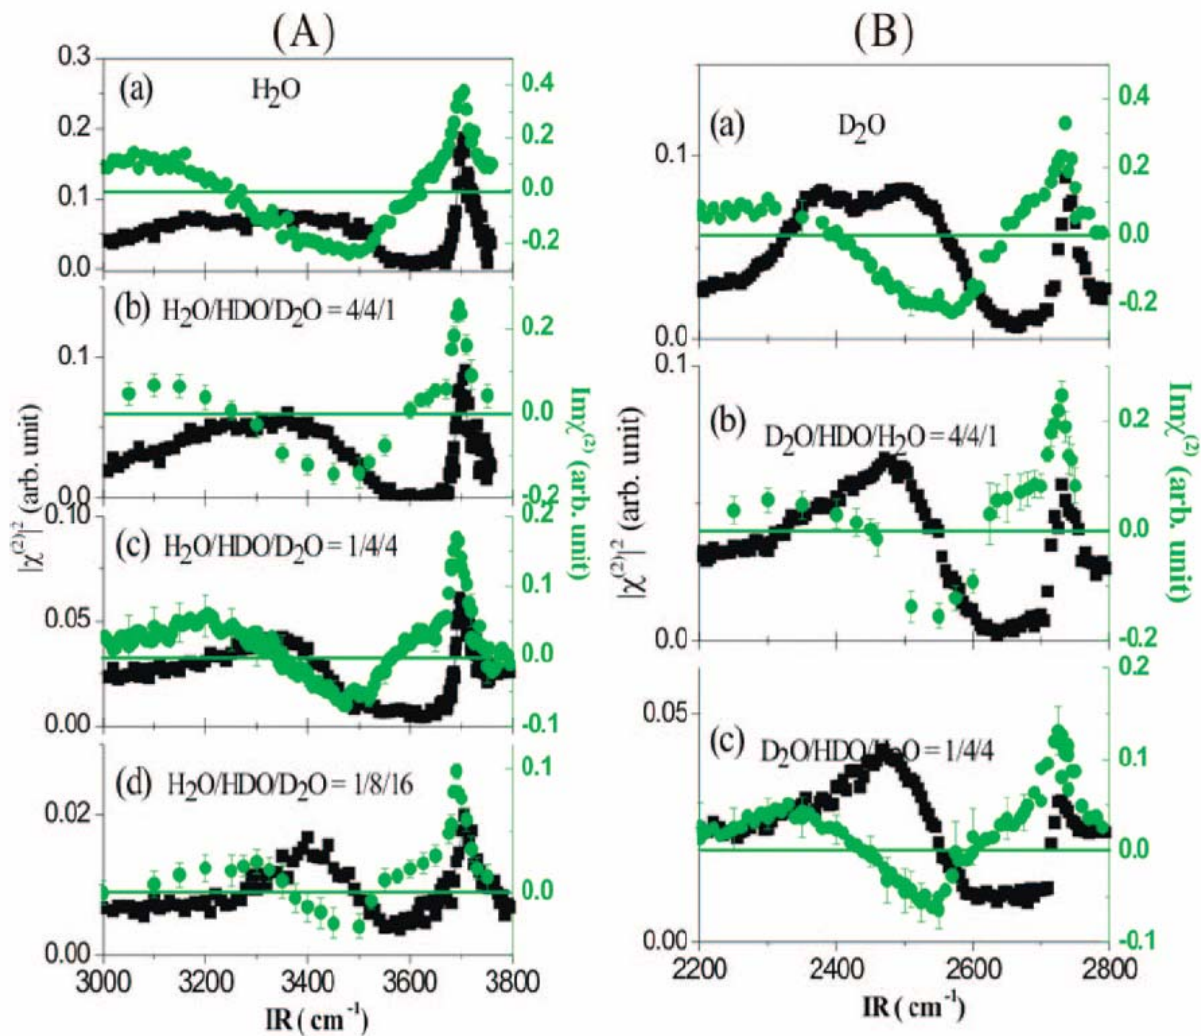 (A)
(B)
0.3
0.2
0.1
0.0
(a)
H₂O
0.4
0.2
0.0
-0.2
0.1
0.0
(b) H₂O/HDO/D₂O = 4/4/1
0.2
0.0
-0.2
0.10
0.05
0.00
(c) H₂O/HDO/D₂O = 1/4/4
0.2
0.1
0.0
-0.1
0.02
0.00
(d) H₂O/HDO/D₂O = 1/8/16
0.1
0.0
|χ⁽²⁾|² (arb. unit)
Imχ⁽²⁾ (arb. unit)
3000 3200 3400 3600 3800
IR ( cm⁻¹)
0.1
0.0
(a)
D₂O
0.4
0.2
0.0
-0.2
0.1
0.0
(b)
D₂O/HDO/H₂O = 4/4/1
0.2
0.0
-0.2
0.05
0.00
(c)
D₂O/HDO/H₂O = 1/4/4
0.2
0.1
0.0
-0.1
|χ⁽²⁾|² (arb. unit)
Imχ⁽²⁾ (arb. unit)
2200 2400 2600 2800
IR ( cm⁻¹)